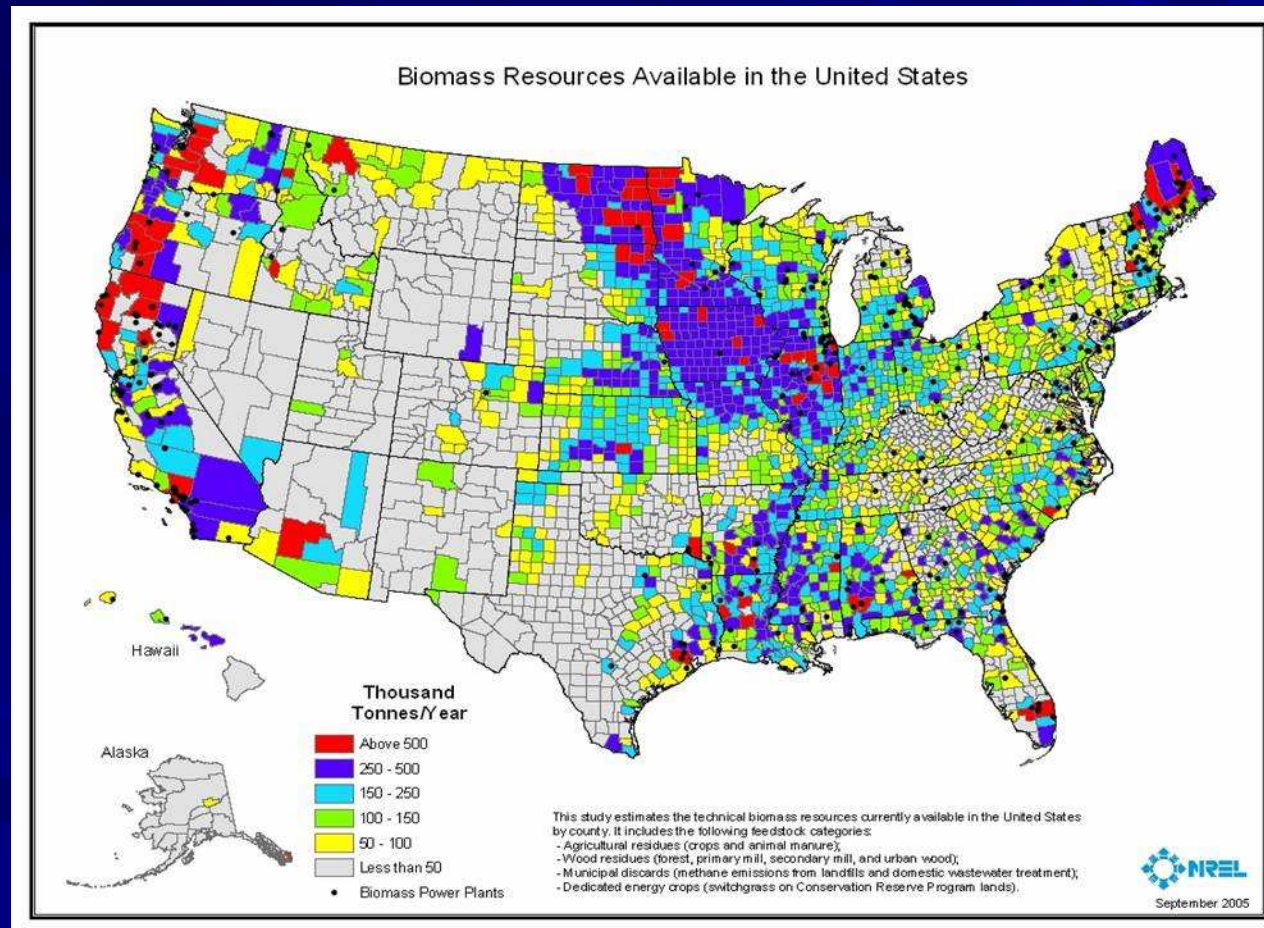 Biomass Resources Available in the United States
Hawaii
Alaska
Thousand
Tonnes/Year
Above 500
250 - 500
150 - 250
100 - 150
50 - 100
Less than 50
Biomass Power Plants
This study estimates the technical biomass resources currently available in the United States
by county. It includes the following feedstock categories:
- Agricultural residues (crops and animal manure);
- Wood residues (forest, primary mill, secondary mill, and urban wood);
- Municipal discards (methane emissions from landfills and domestic wastewater treatment);
- Dedicated energy crops (switchgrass on Conservation Reserve Program lands).
NREL
September 2005